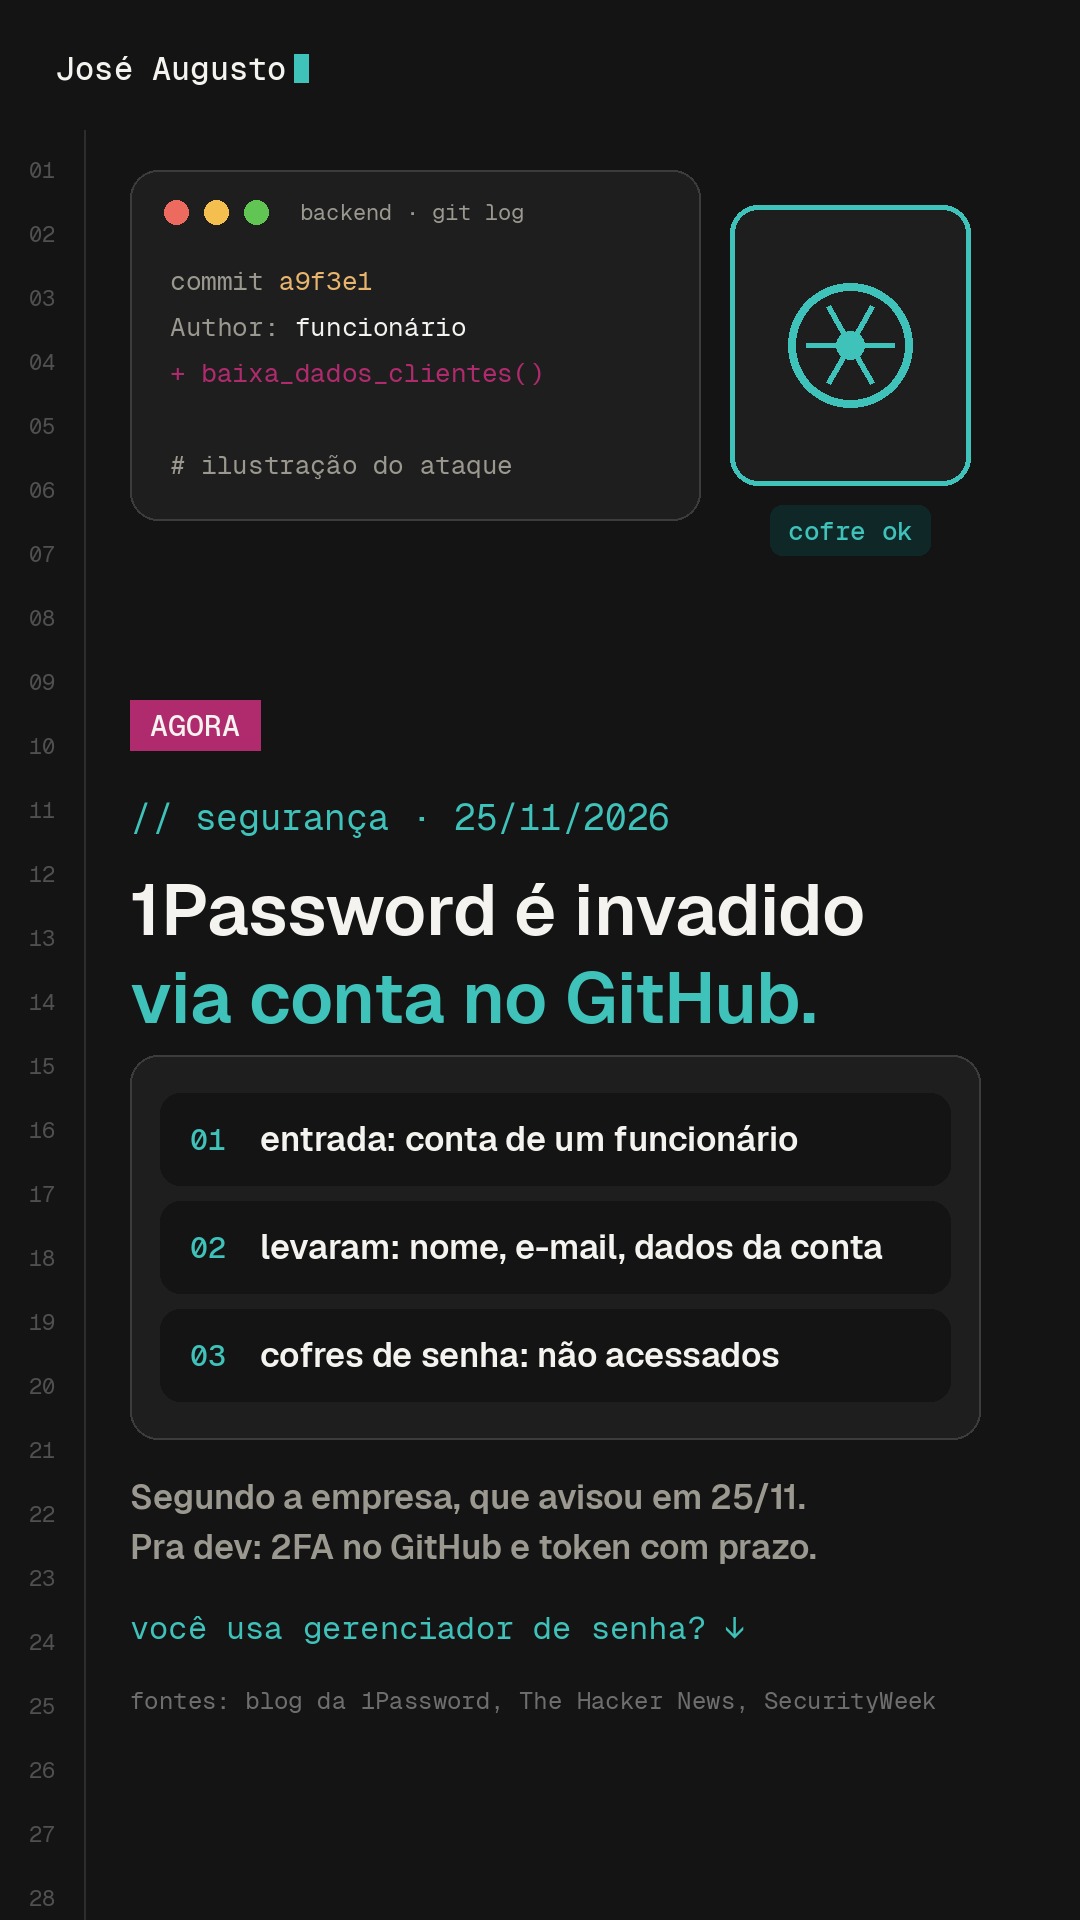 José Augusto
01
02
03
04
05
06
07
08
09
10
11
12
13
14
15
16
17
18
19
20
21
22
23
24
25
26
27
28
backend · git log
commit a9f3e1
Author: funcionário
+ baixa_dados_clientes()
# ilustração do ataque
cofre ok
AGORA
// segurança · 25/11/2026
1Password é invadido
via conta no GitHub.
01 entrada: conta de um funcionário
02 levaram: nome, e-mail, dados da conta
03 cofres de senha: não acessados
Segundo a empresa, que avisou em 25/11.
Pra dev: 2FA no GitHub e token com prazo.
você usa gerenciador de senha? ↓
fontes: blog da 1Password, The Hacker News, SecurityWeek